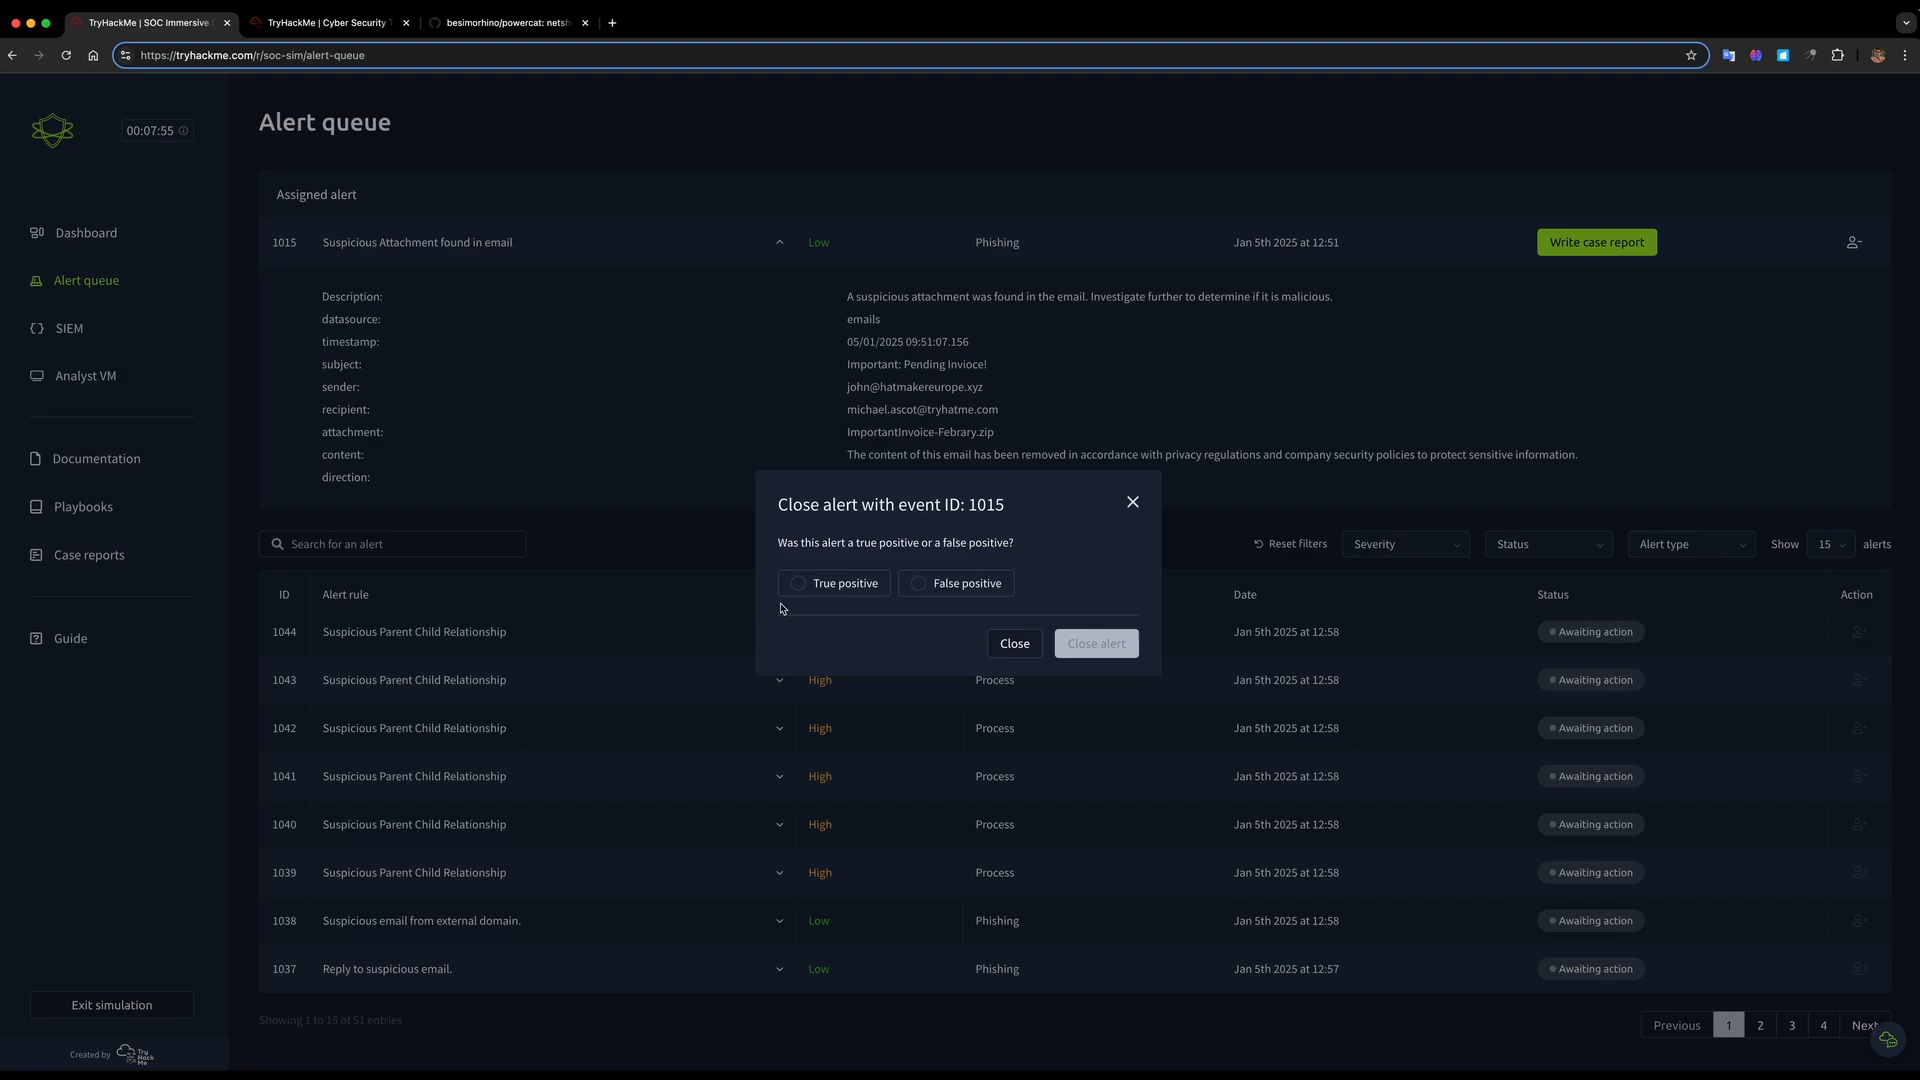 TryHackMe | SOC Immersive
TryHackMe | Cyber Security
besimorhino/powercat: netsh
https://tryhackme.com/r/soc-sim/alert-queue
00:07:55
Alert queue
Assigned alert
1015 Suspicious Attachment found in email Low Phishing Jan 5th 2025 at 12:51 Write case report
Dashboard
Alert queue
SIEM
Analyst VM
Documentation
Playbooks
Case reports
Guide
Exit simulation
Created by Try Hack Me
Description: A suspicious attachment was found in the email. Investigate further to determine if it is malicious.
datasource: emails
timestamp: 05/01/2025 09:51:07.156
subject: Important: Pending Invioce!
sender: john@hatmakereurope.xyz
recipient: michael.ascot@tryhatme.com
attachment: ImportantInvoice-Febrary.zip
content: The content of this email has been removed in accordance with privacy regulations and company security policies to protect sensitive information.
direction:
Close alert with event ID: 1015
Was this alert a true positive or a false positive?
True positive False positive
Close Close alert
Search for an alert Reset filters Severity Status Alert type Show 15 alerts
ID Alert rule Date Status Action
1044 Suspicious Parent Child Relationship Jan 5th 2025 at 12:58 Awaiting action
1043 Suspicious Parent Child Relationship High Process Jan 5th 2025 at 12:58 Awaiting action
1042 Suspicious Parent Child Relationship High Process Jan 5th 2025 at 12:58 Awaiting action
1041 Suspicious Parent Child Relationship High Process Jan 5th 2025 at 12:58 Awaiting action
1040 Suspicious Parent Child Relationship High Process Jan 5th 2025 at 12:58 Awaiting action
1039 Suspicious Parent Child Relationship High Process Jan 5th 2025 at 12:58 Awaiting action
1038 Suspicious email from external domain. Low Phishing Jan 5th 2025 at 12:58 Awaiting action
1037 Reply to suspicious email. Low Phishing Jan 5th 2025 at 12:57 Awaiting action
Showing 1 to 15 of 51 entries
Previous 1 2 3 4 Next